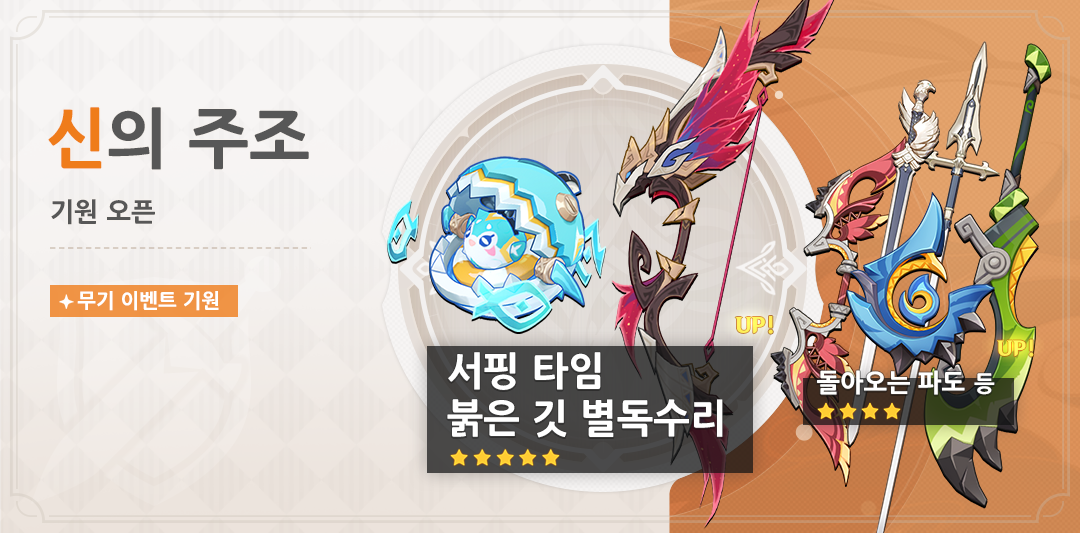 신의 주조
기원 오픈
무기 이벤트 기원
UP!
서핑 타임
붉은 깃 별독수리
UP!
돌아오는 파도 등